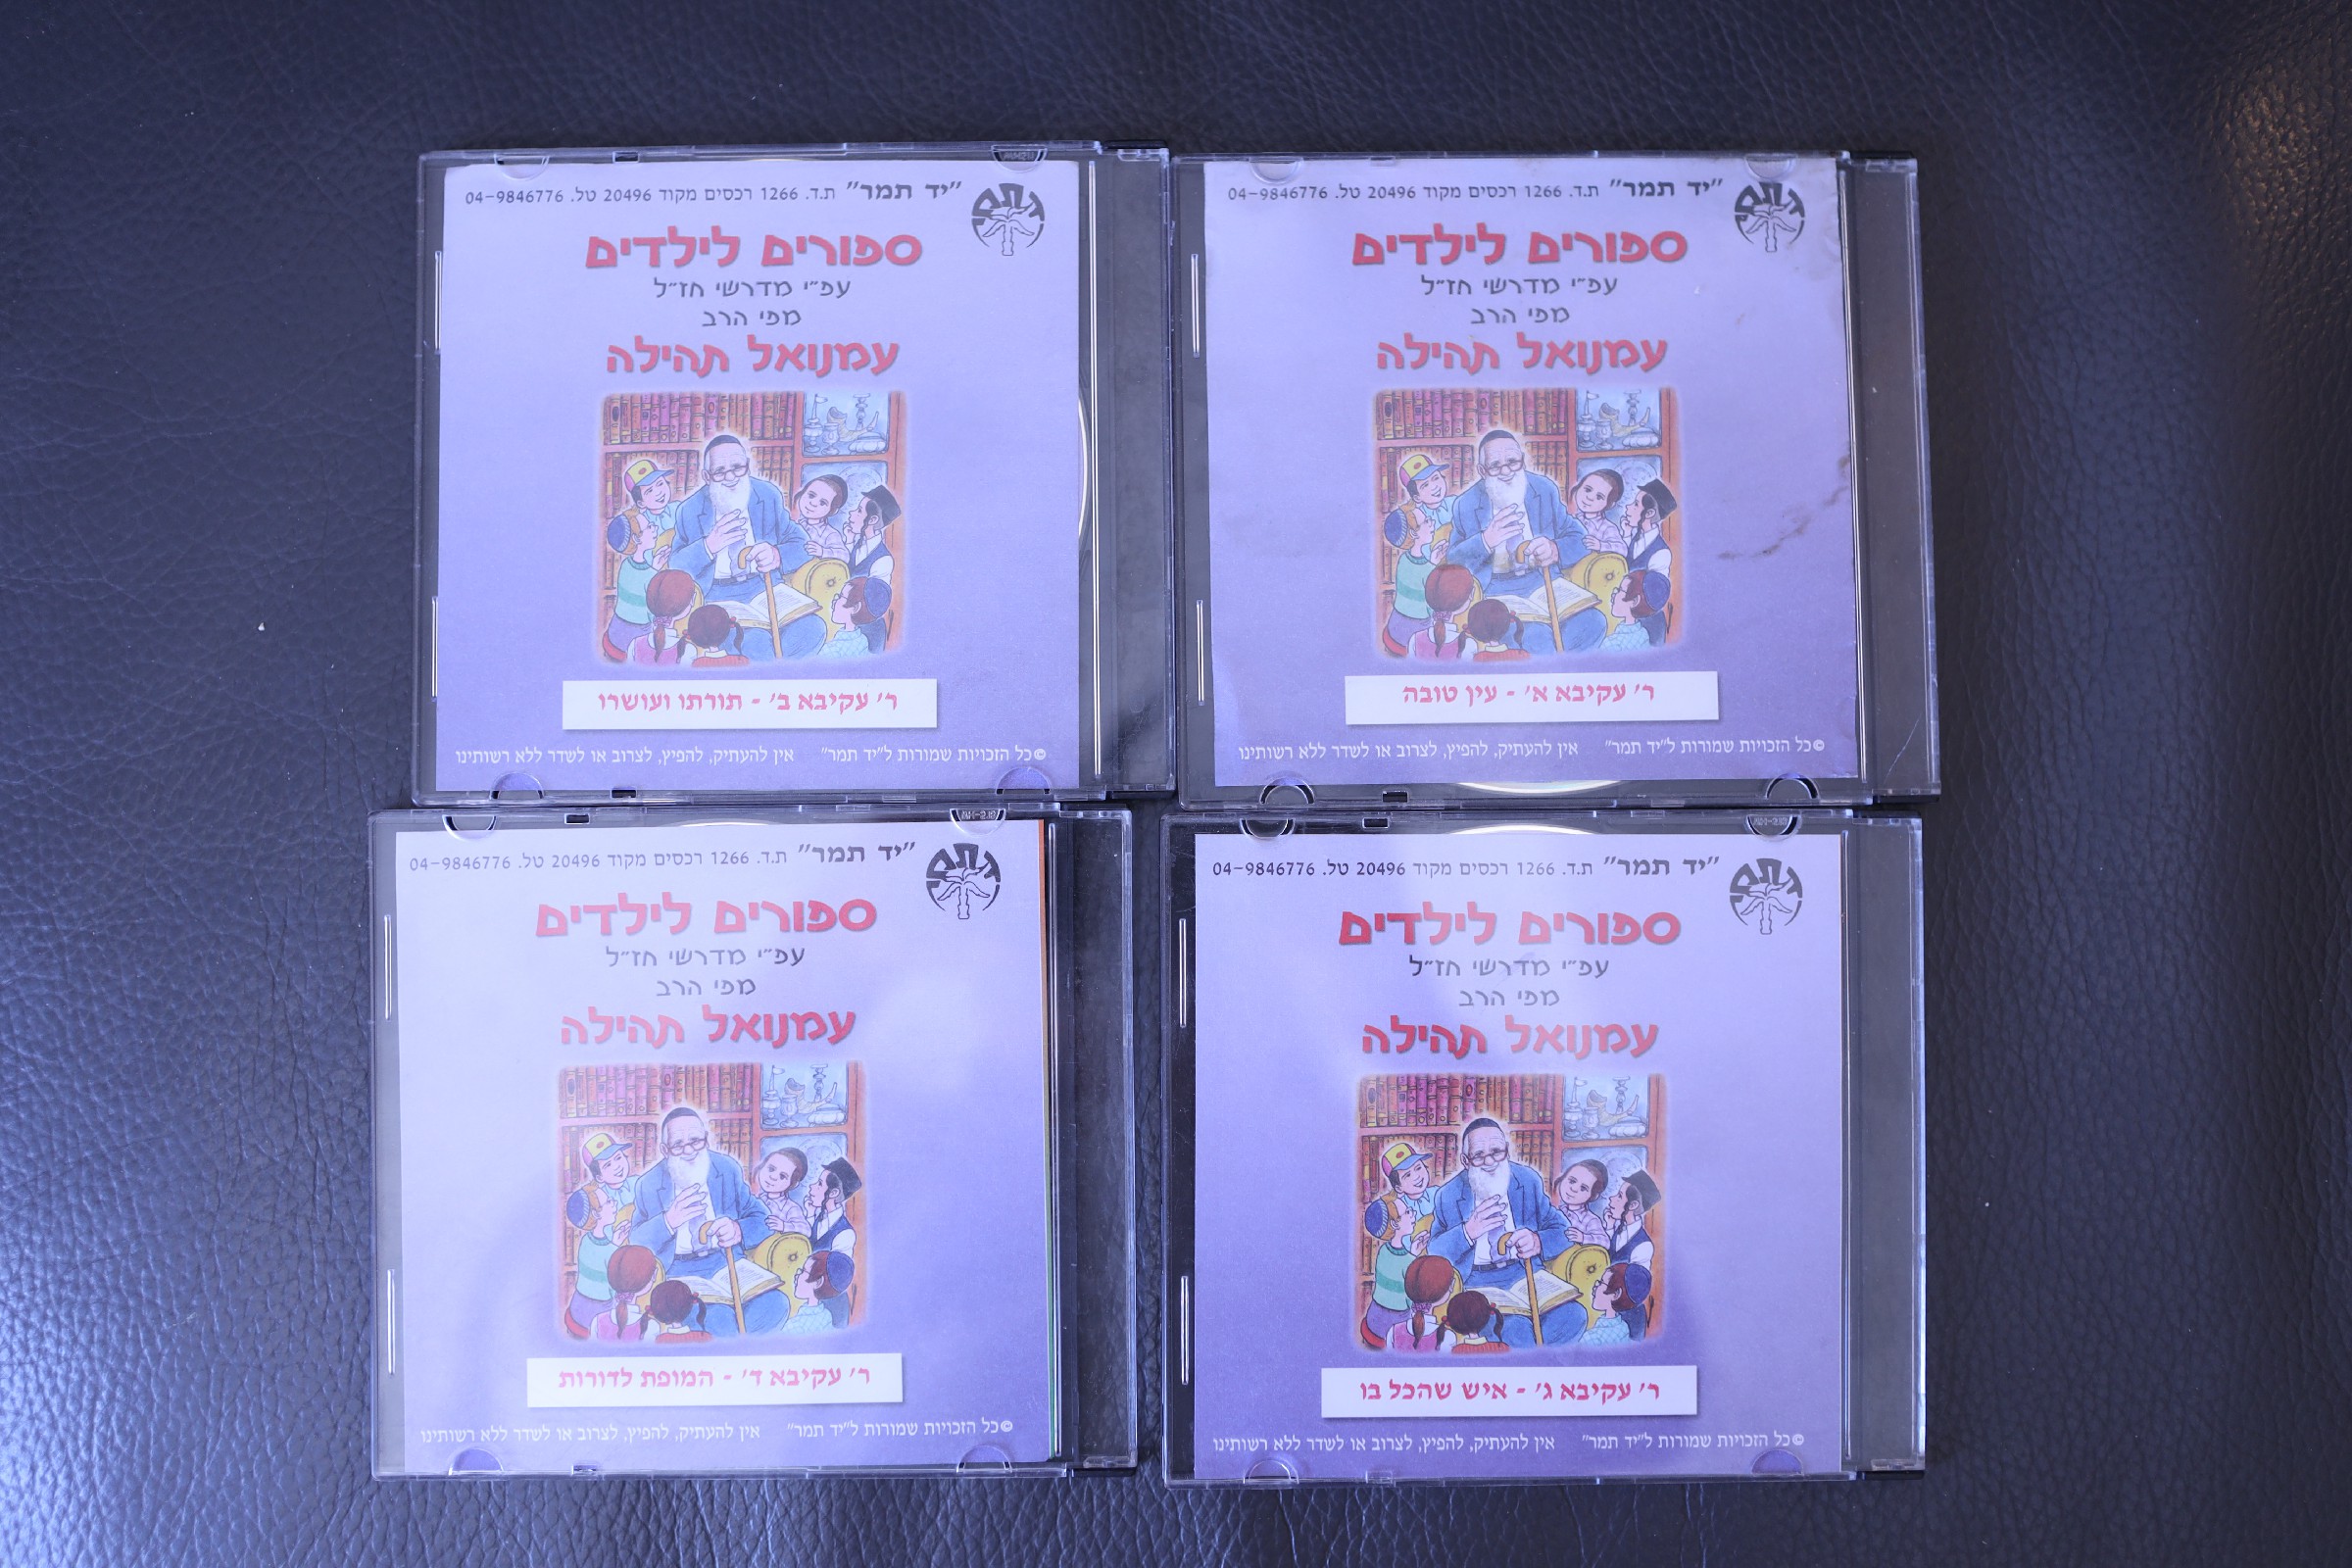 "יד תמר" ת.ד. 1266 רכסים מקוד 20496 טל. 04-9846776
ספורים לילדים
עפ״י מדרשי חז״ל
מפי הרב
עמנואל תהילה
ר׳ עקיבא א׳ - עין טובה
©כל הזכויות שמורות ל"יד תמר" אין להעתיק, להפיץ, לצרוב או לשדר ללא רשותינו
"יד תמר" ת.ד. 1266 רכסים מקוד 20496 טל. 04-9846776
ספורים לילדים
עפ״י מדרשי חז״ל
מפי הרב
עמנואל תהילה
ר׳ עקיבא ב׳ - תורתו ועושרו
©כל הזכויות שמורות ל"יד תמר" אין להעתיק, להפיץ, לצרוב או לשדר ללא רשותינו
"יד תמר" ת.ד. 1266 רכסים מקוד 20496 טל. 04-9846776
ספורים לילדים
עפ״י מדרשי חז״ל
מפי הרב
עמנואל תהילה
ר׳ עקיבא ג׳ - איש שהכל בו
©כל הזכויות שמורות ל"יד תמר" אין להעתיק, להפיץ, לצרוב או לשדר ללא רשותינו
"יד תמר" ת.ד. 1266 רכסים מקוד 20496 טל. 04-9846776
ספורים לילדים
עפ״י מדרשי חז״ל
מפי הרב
עמנואל תהילה
ר׳ עקיבא ד׳ - המופת לדורות
©כל הזכויות שמורות ל"יד תמר" אין להעתיק, להפיץ, לצרוב או לשדר ללא רשותינו